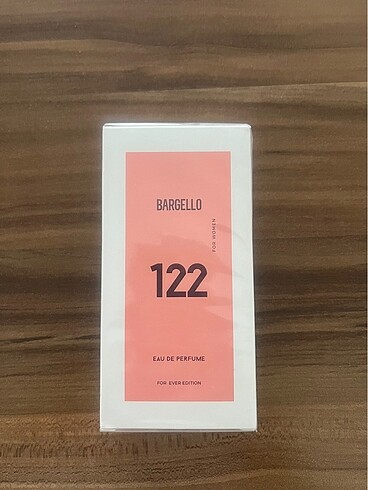 BARGELLO
FOR WOMEN
122
EAU DE PERFUME
FOR EVER EDITION